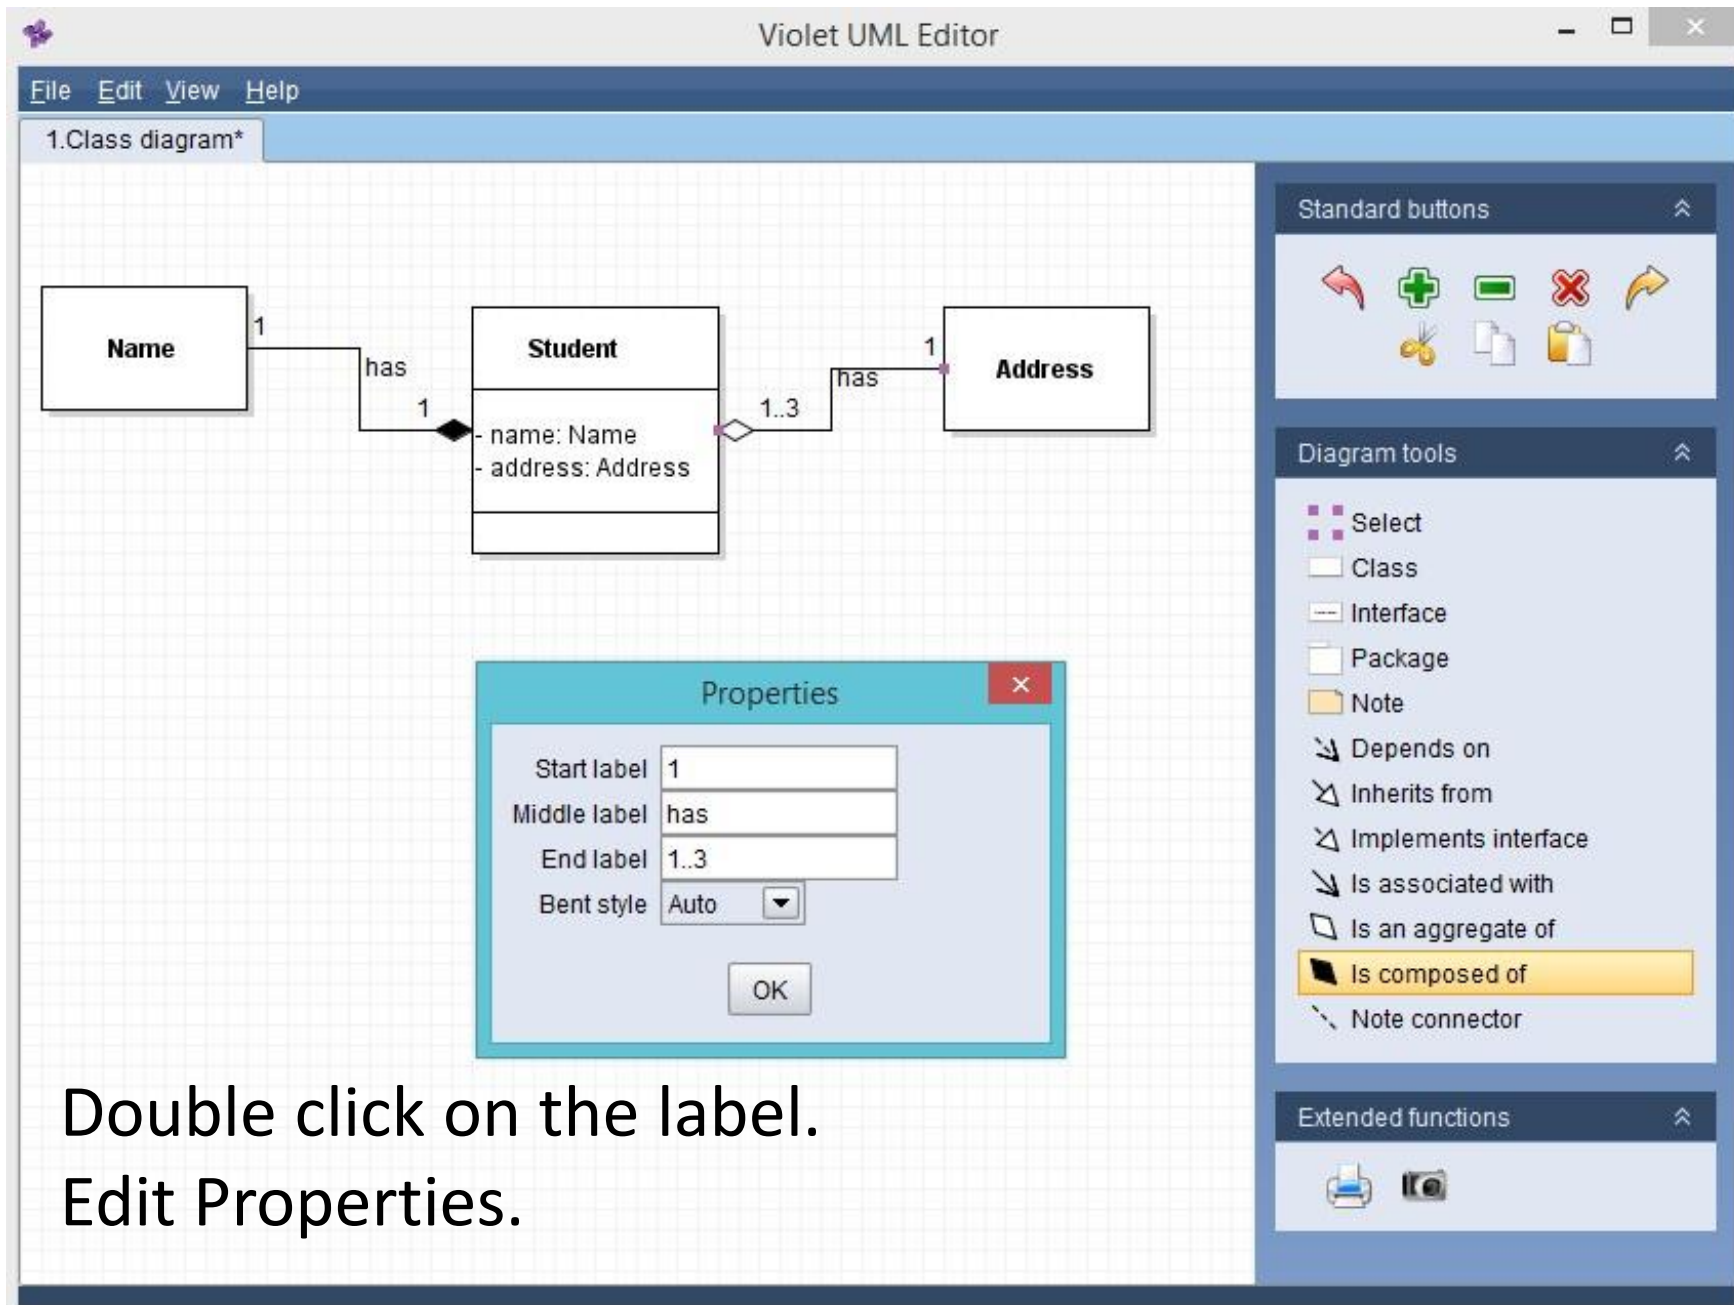 Violet UML Editor
File Edit View Help
1.Class diagram*
Name
1
has
1
Student
- name: Name
- address: Address
1..3
has
1
Address
Properties
Start label 1
Middle label has
End label 1..3
Bent style Auto
OK
Double click on the label.
Edit Properties.
Standard buttons
Diagram tools
Select
Class
Interface
Package
Note
Depends on
Inherits from
Implements interface
Is associated with
Is an aggregate of
Is composed of
Note connector
Extended functions